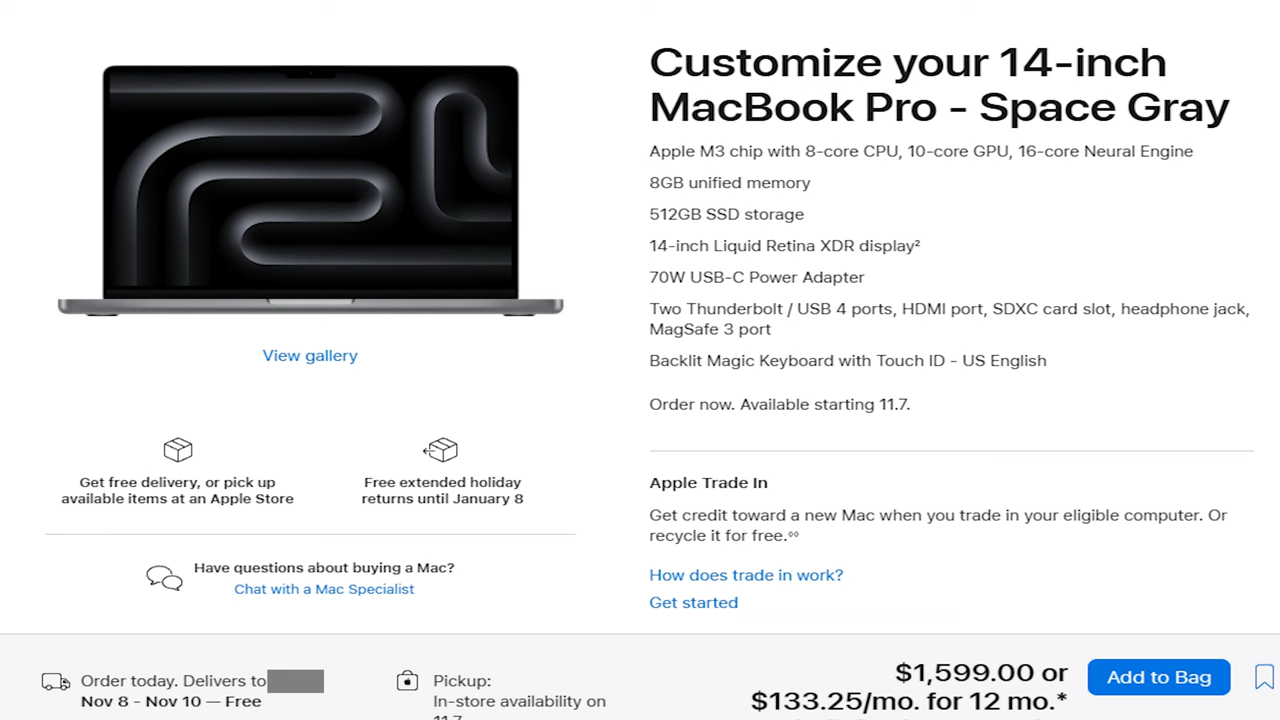 Customize your 14-inch
MacBook Pro - Space Gray
Apple M3 chip with 8-core CPU, 10-core GPU, 16-core Neural Engine
8GB unified memory
512GB SSD storage
14-inch Liquid Retina XDR display²
70W USB-C Power Adapter
Two Thunderbolt / USB 4 ports, HDMI port, SDXC card slot, headphone jack,
MagSafe 3 port
Backlit Magic Keyboard with Touch ID - US English
Order now. Available starting 11.7.
View gallery
Get free delivery, or pick up
available items at an Apple Store
Free extended holiday
returns until January 8
Have questions about buying a Mac?
Chat with a Mac Specialist
Apple Trade In
Get credit toward a new Mac when you trade in your eligible computer. Or
recycle it for free.◊◊
How does trade in work?
Get started
Order today. Delivers to
Nov 8 - Nov 10 — Free
Pickup:
In-store availability on
11.7
$1,599.00 or
$133.25/mo. for 12 mo.*
Add to Bag